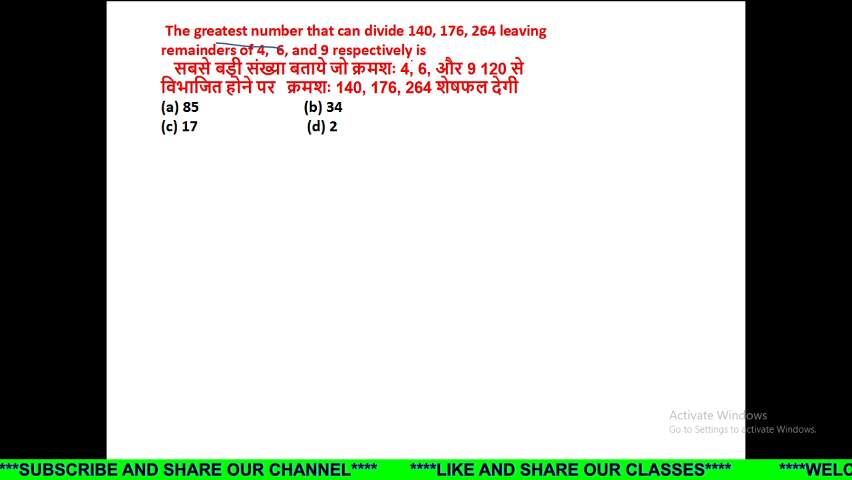 The greatest number that can divide 140, 176, 264 leaving
remainders of 4, 6, and 9 respectively is
सबसे बड़ी संख्या बताये जो क्रमशः 4, 6, और 9 120 से
विभाजित होने पर क्रमशः 140, 176, 264 शेषफल देगी
(a) 85 (b) 34
(c) 17 (d) 2
Activate Windows
Go to Settings to activate Windows.
***SUBSCRIBE AND SHARE OUR CHANNEL**** ****LIKE AND SHARE OUR CLASSES**** ****WELC